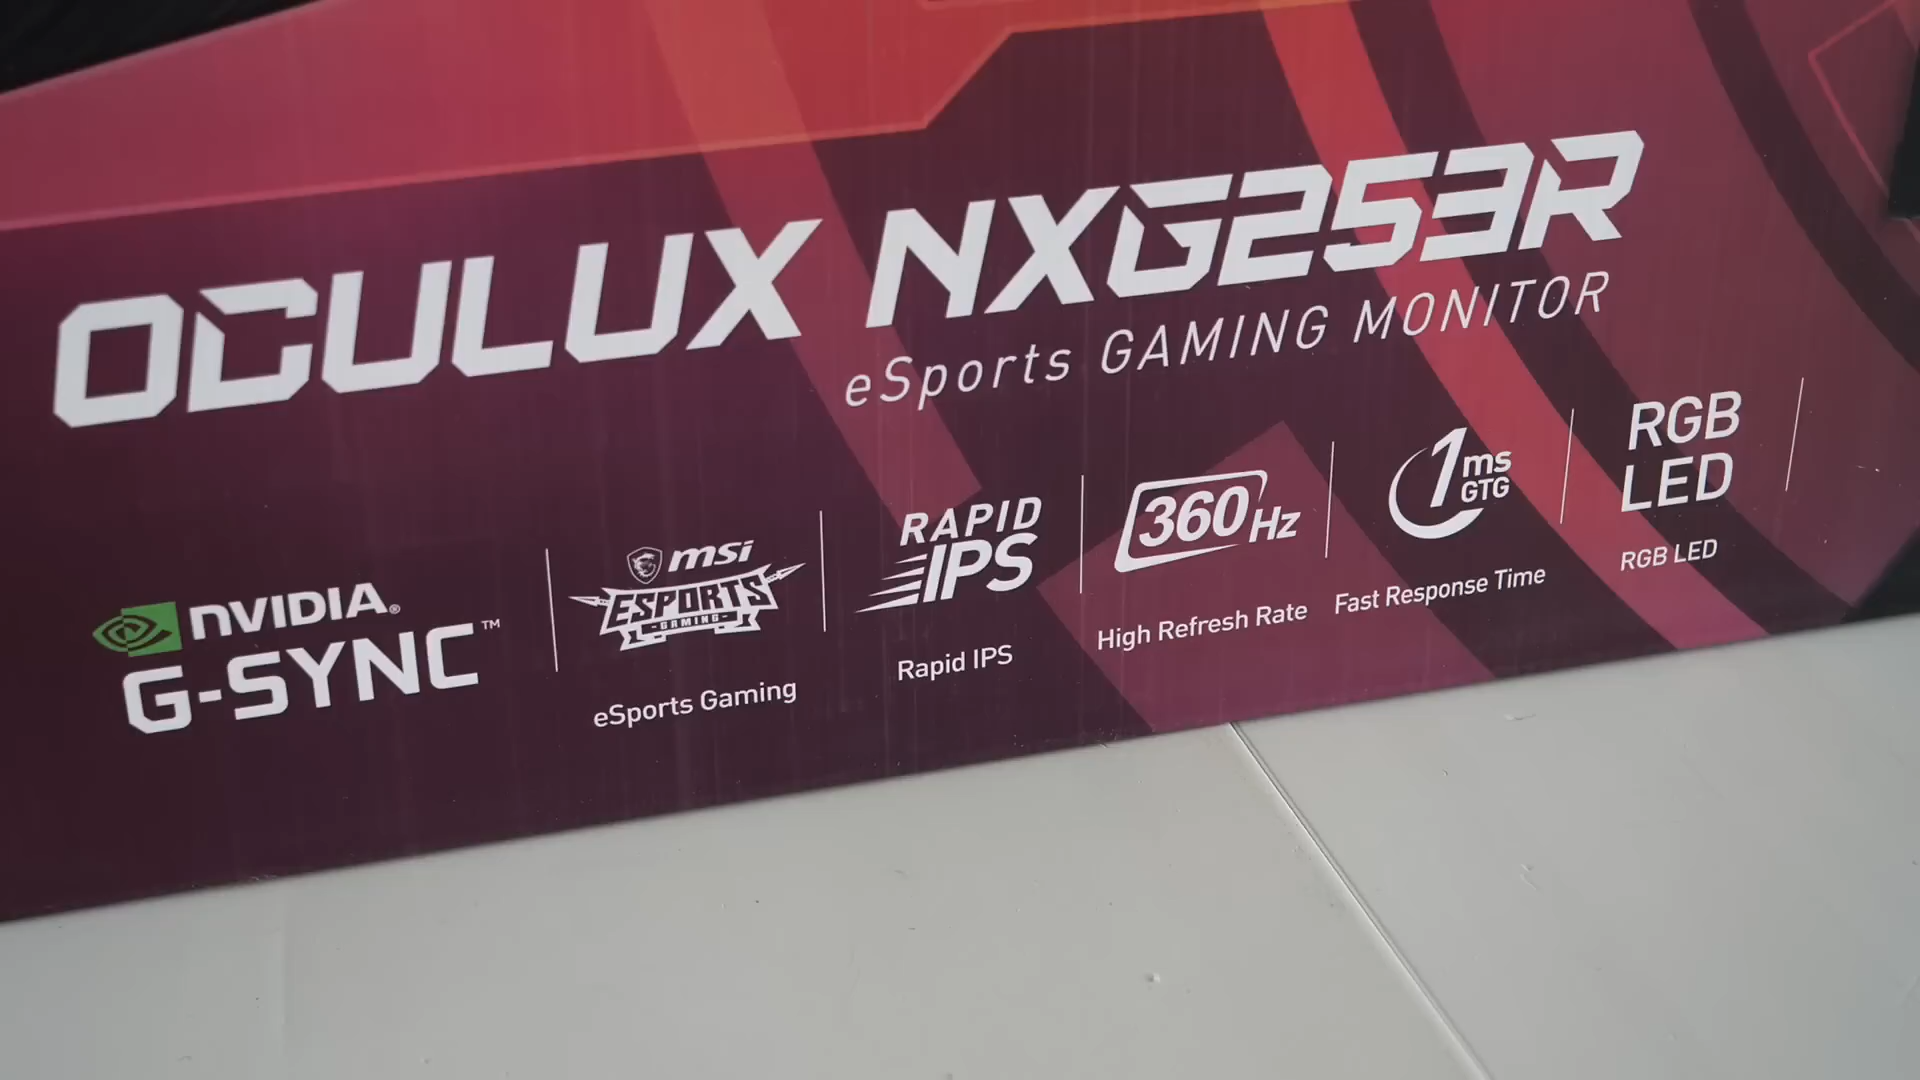 OCULUX NXG253R
eSports GAMING MONITOR
NVIDIA®
G-SYNC™
msi
ESPORTS
-GAMING-
eSports Gaming
RAPID
IPS
Rapid IPS
360Hz
High Refresh Rate
1ms
GTG
Fast Response Time
RGB
LED
RGB LED